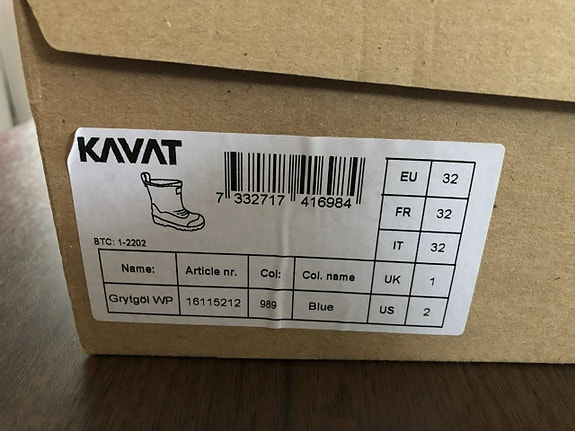 KAVAT
7 332717 416984
BTC: 1-2202
EU 32
FR 32
IT 32
UK 1
US 2
Name: Article nr. Col: Col. name
Grytgöl WP 16115212 989 Blue